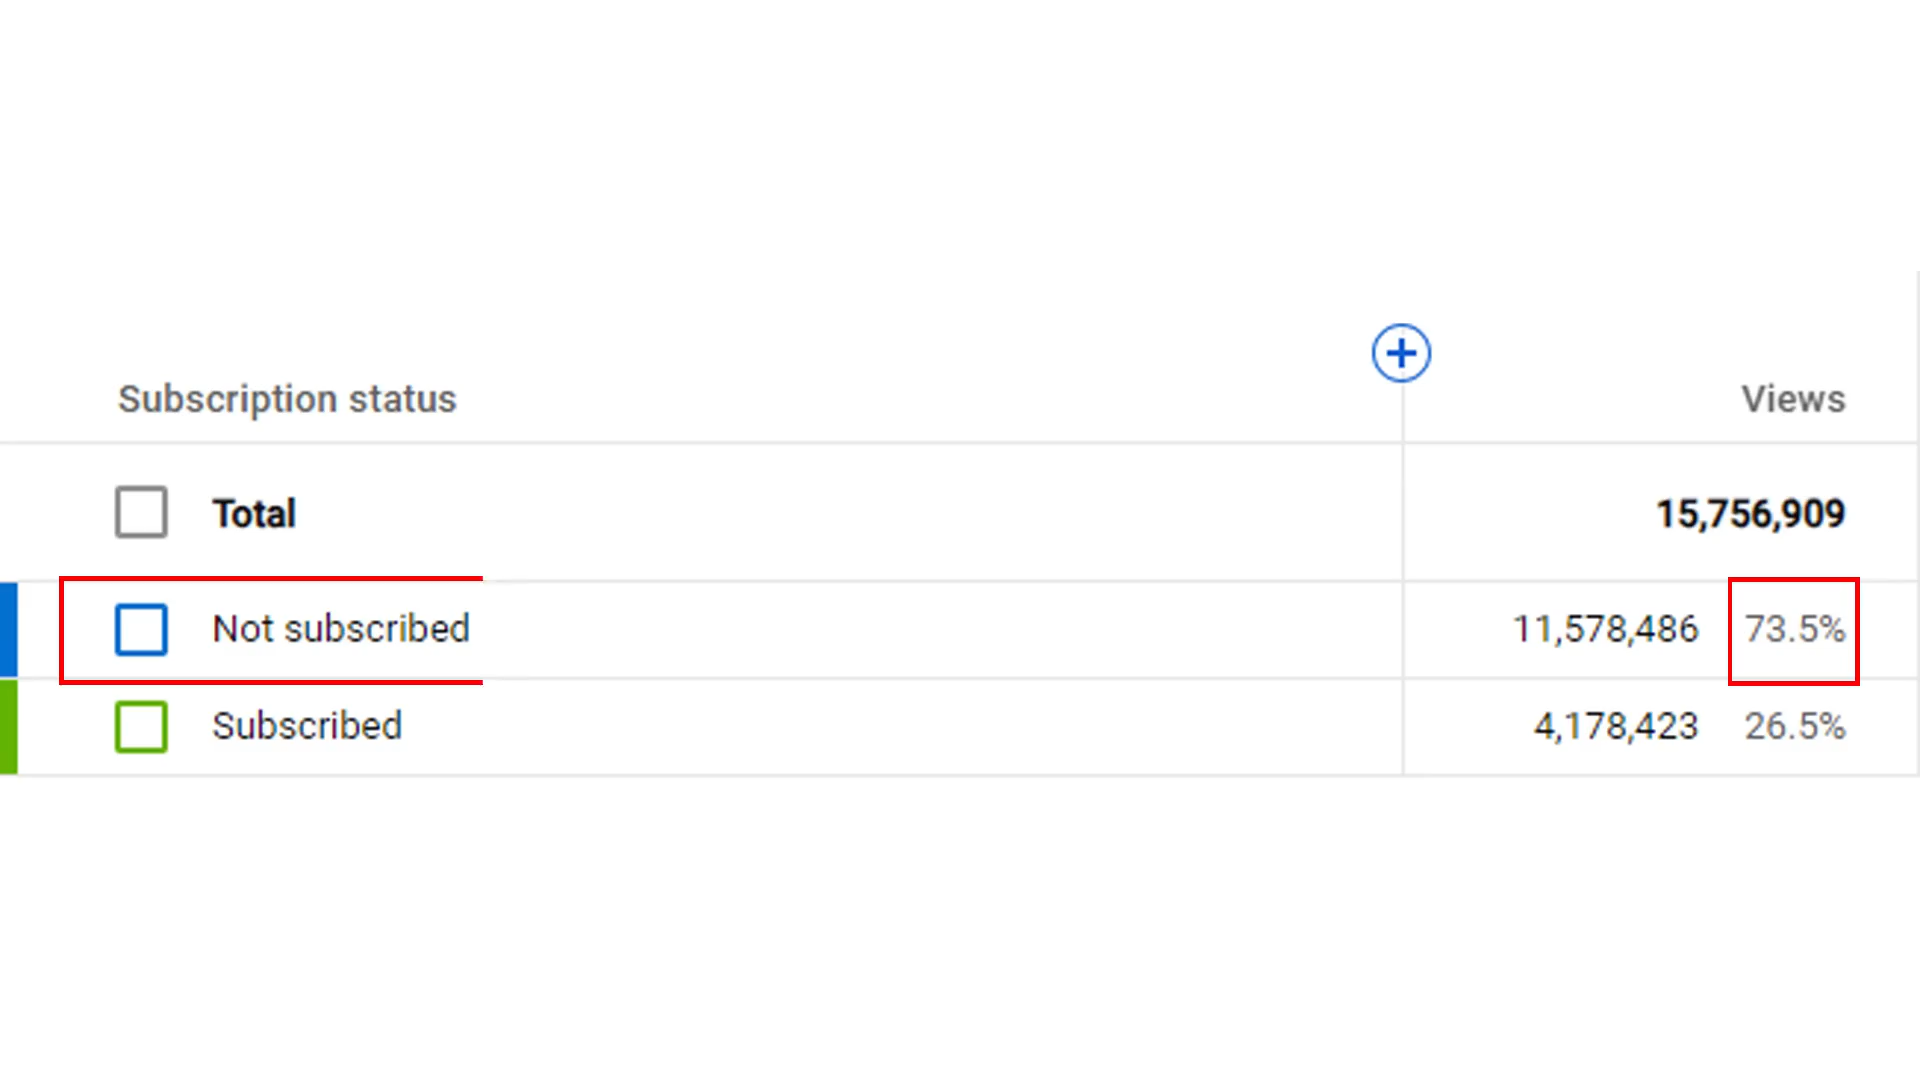 Subscription status Views
Total 15,756,909
Not subscribed 11,578,486 73.5%
Subscribed 4,178,423 26.5%